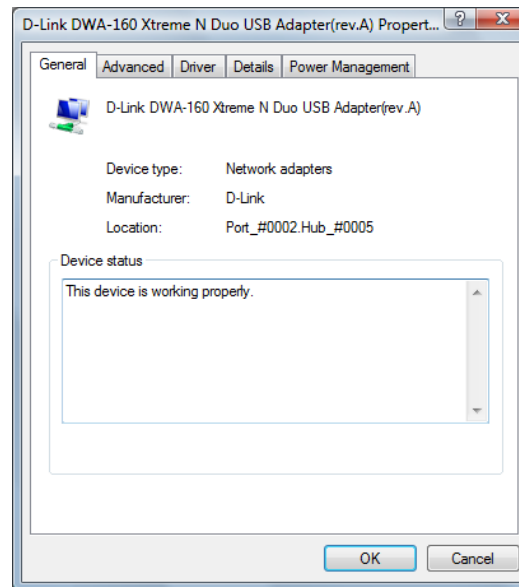 D-Link DWA-160 Xtreme N Duo USB Adapter(rev.A) Propert...
General Advanced Driver Details Power Management
D-Link DWA-160 Xtreme N Duo USB Adapter(rev.A)
Device type: Network adapters
Manufacturer: D-Link
Location: Port_#0002.Hub_#0005
Device status
This device is working properly.
OK Cancel